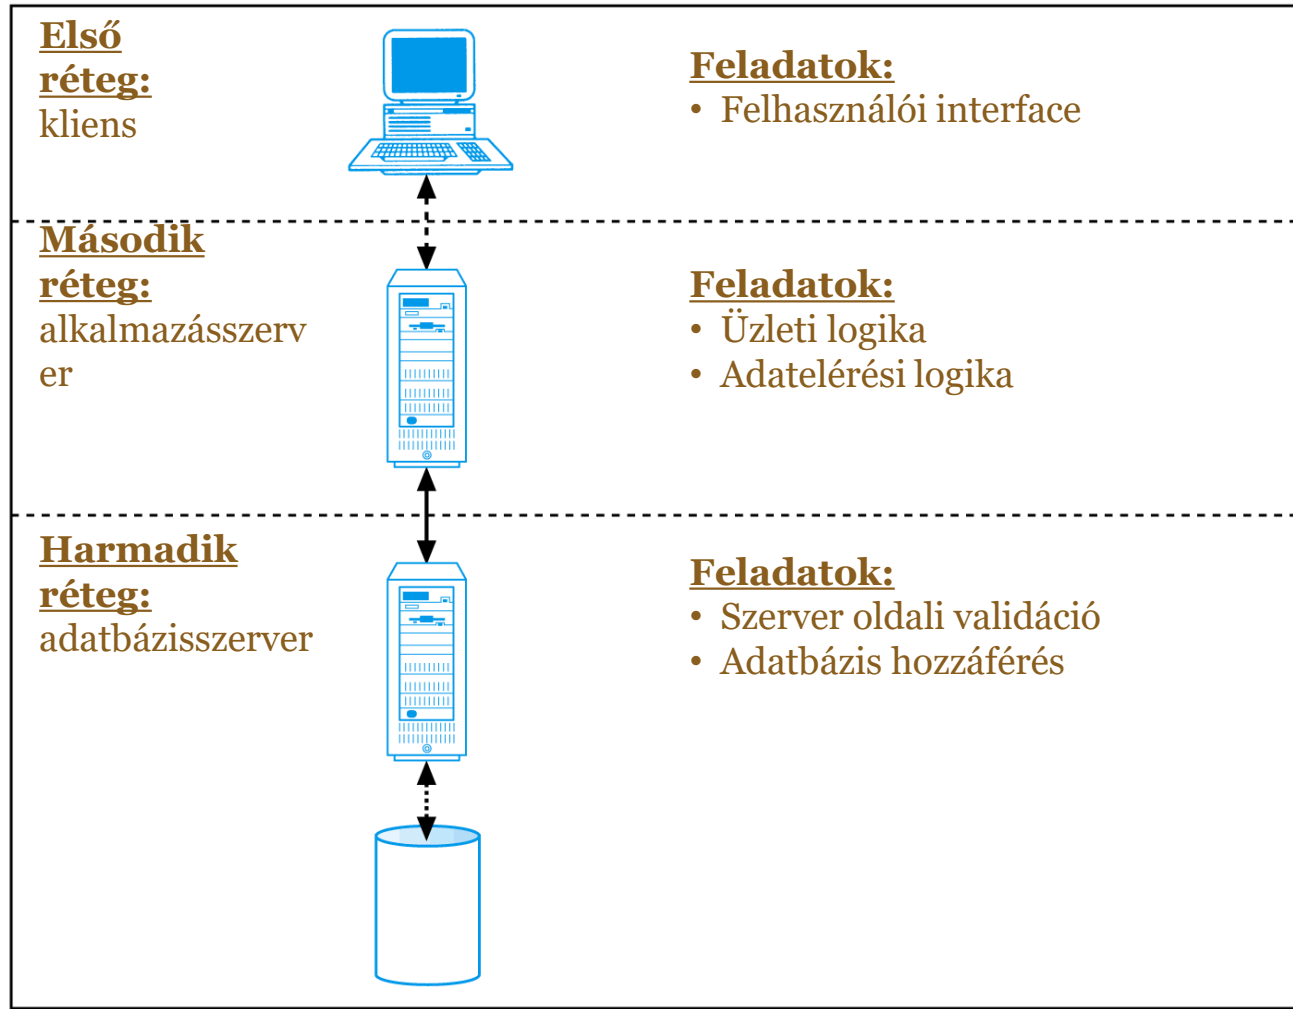 Első
réteg:
kliens
Feladatok:
• Felhasználói interface
Második
réteg:
alkalmazásszerv
er
Feladatok:
• Üzleti logika
• Adatelérési logika
Harmadik
réteg:
adatbázisszerver
Feladatok:
• Szerver oldali validáció
• Adatbázis hozzáférés